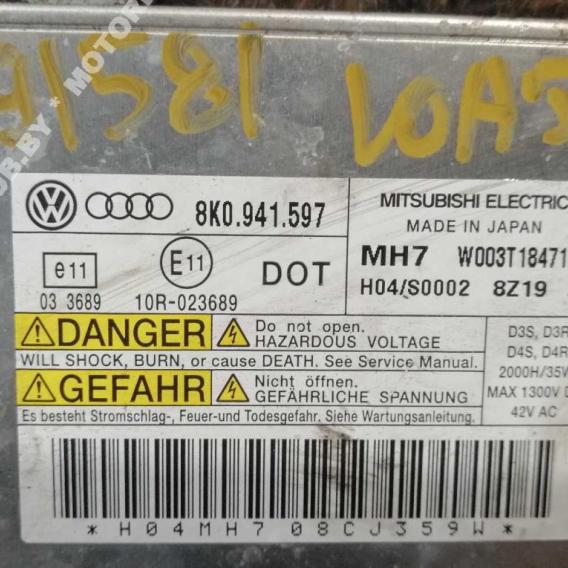 8K0.941.597
MITSUBISHI ELECTRIC
MADE IN JAPAN
MH7 W003T18471
H04/S0002 8Z19
e11
03 3689
E11
10R-023689
DOT
DANGER
Do not open.
HAZARDOUS VOLTAGE
WILL SHOCK, BURN, or cause DEATH. See Service Manual.
GEFAHR
Nicht öffnen.
GEFÄHRLICHE SPANNUNG
Es besteht Stromschlag-, Feuer-und Todesgefahr. Siehe Wartungsanleitung.
D3S, D3R
D4S, D4R
2000H/35W
MAX 1300V
42V AC
*H04MH708CJ359W*